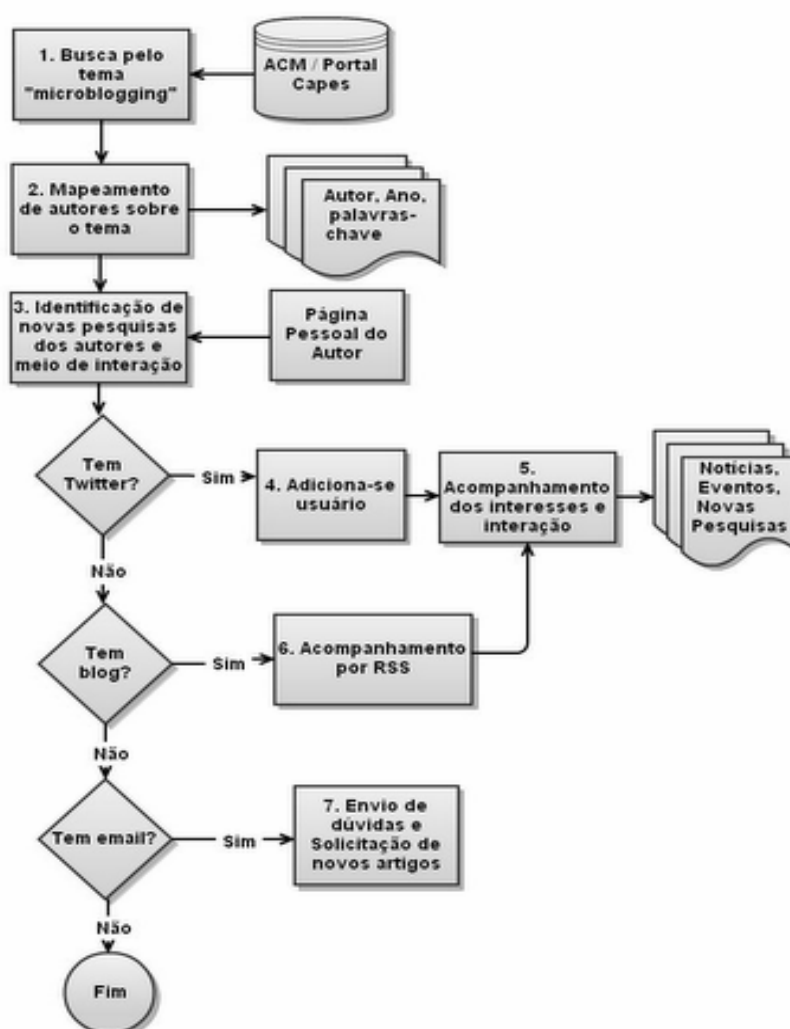 1. Busca pelo
tema
"microblogging"
ACM / Portal
Capes
2. Mapeamento
de autores sobre
o tema
Autor, Ano,
palavras-
chave
3. Identificação de
novas pesquisas
dos autores e
meio de interação
Página
Pessoal do
Autor
Tem
Twitter?
Sim
4. Adiciona-se
usuário
5.
Acompanhamento
dos interesses e
interação
Notícias,
Eventos,
Novas
Pesquisas
Não
Tem
blog?
Sim
6. Acompanhamento
por RSS
Não
Tem email?
Sim
7. Envio de
dúvidas e
Solicitação de
novos artigos
Não
Fim